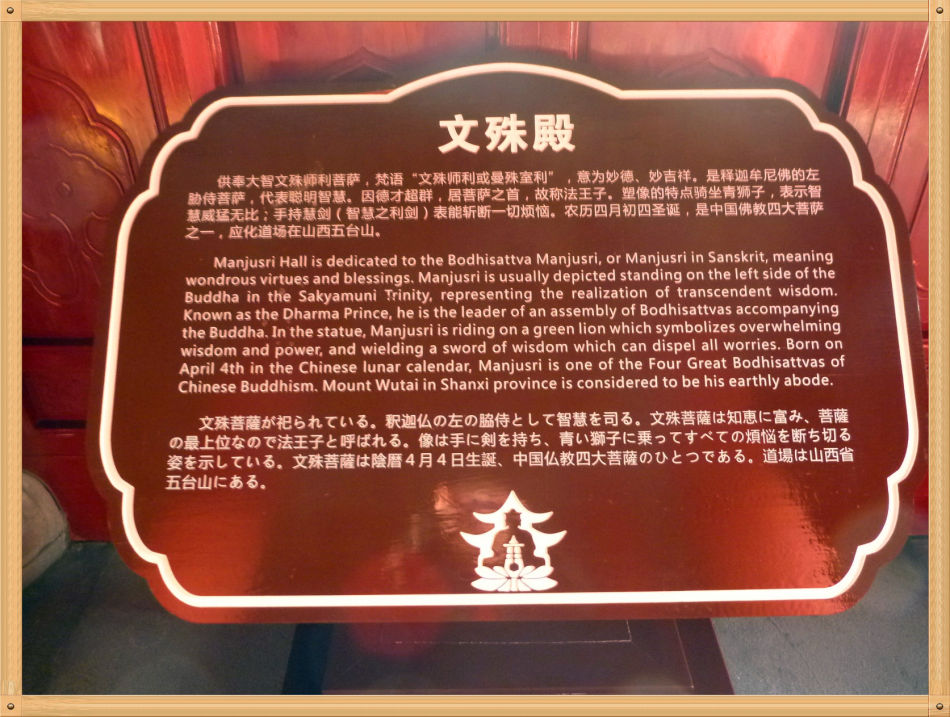 文殊殿
供奉大智文殊师利菩萨，梵语“文殊师利或曼殊室利”，意为妙德、妙吉祥。是释迦牟尼佛的左
胁侍菩萨，代表聪明智慧。因德才超群，居菩萨之首，故称法王子。塑像的特点骑坐青狮子，表示智
慧威猛无比；手持慧剑（智慧之利剑）表能斩断一切烦恼。农历四月初四圣诞，是中国佛教四大菩萨
之一，应化道场在山西五台山。
Manjusri Hall is dedicated to the Bodhisattva Manjusri, or Manjusri in Sanskrit, meaning
wondrous virtues and blessings. Manjusri is usually depicted standing on the left side of the
Buddha in the Sakyamuni Trinity, representing the realization of transcendent wisdom.
Known as the Dharma Prince, he is the leader of an assembly of Bodhisattvas accompanying
the Buddha. In the statue, Manjusri is riding on a green lion which symbolizes overwhelming
wisdom and power, and wielding a sword of wisdom which can dispel all worries. Born on
April 4th in the Chinese lunar calendar, Manjusri is one of the Four Great Bodhisattvas of
Chinese Buddhism. Mount Wutai in Shanxi province is considered to be his earthly abode.
文殊菩薩が祀られている。釈迦仏の左の脇侍として智慧を司る。文殊菩薩は知恵に富み、菩薩
の最上位なので法王子と呼ばれる。像は手に剣を持ち、青い獅子に乗ってすべての煩悩を断ち切る
姿を示している。文殊菩薩は陰暦４月４日生誕、中国仏教四大菩薩のひとつである。道場は山西省
五台山にある。